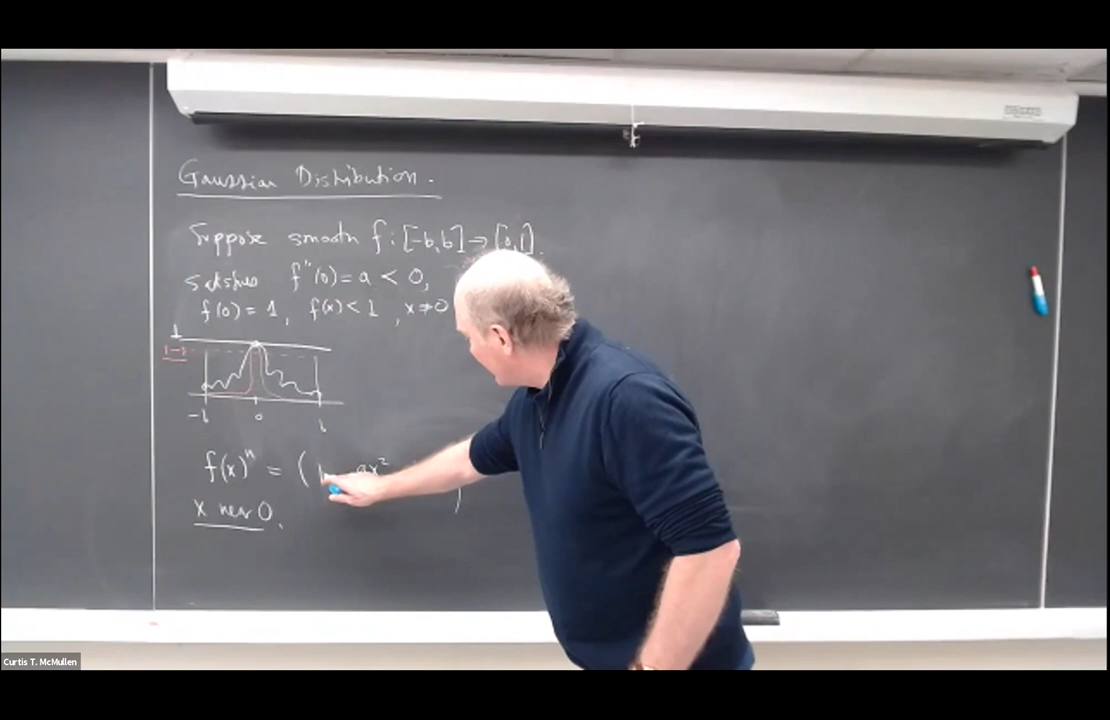 Gaussian Distribution.
Suppose smooth f: [-b, b] → [0,1].
satisfies f''(0) = a < 0,
f(0) = 1, f(x) < 1, x ≠ 0
1
-b 0 b
f(x)ⁿ = ( ax² )
x near 0.
Curtis T. McMullen